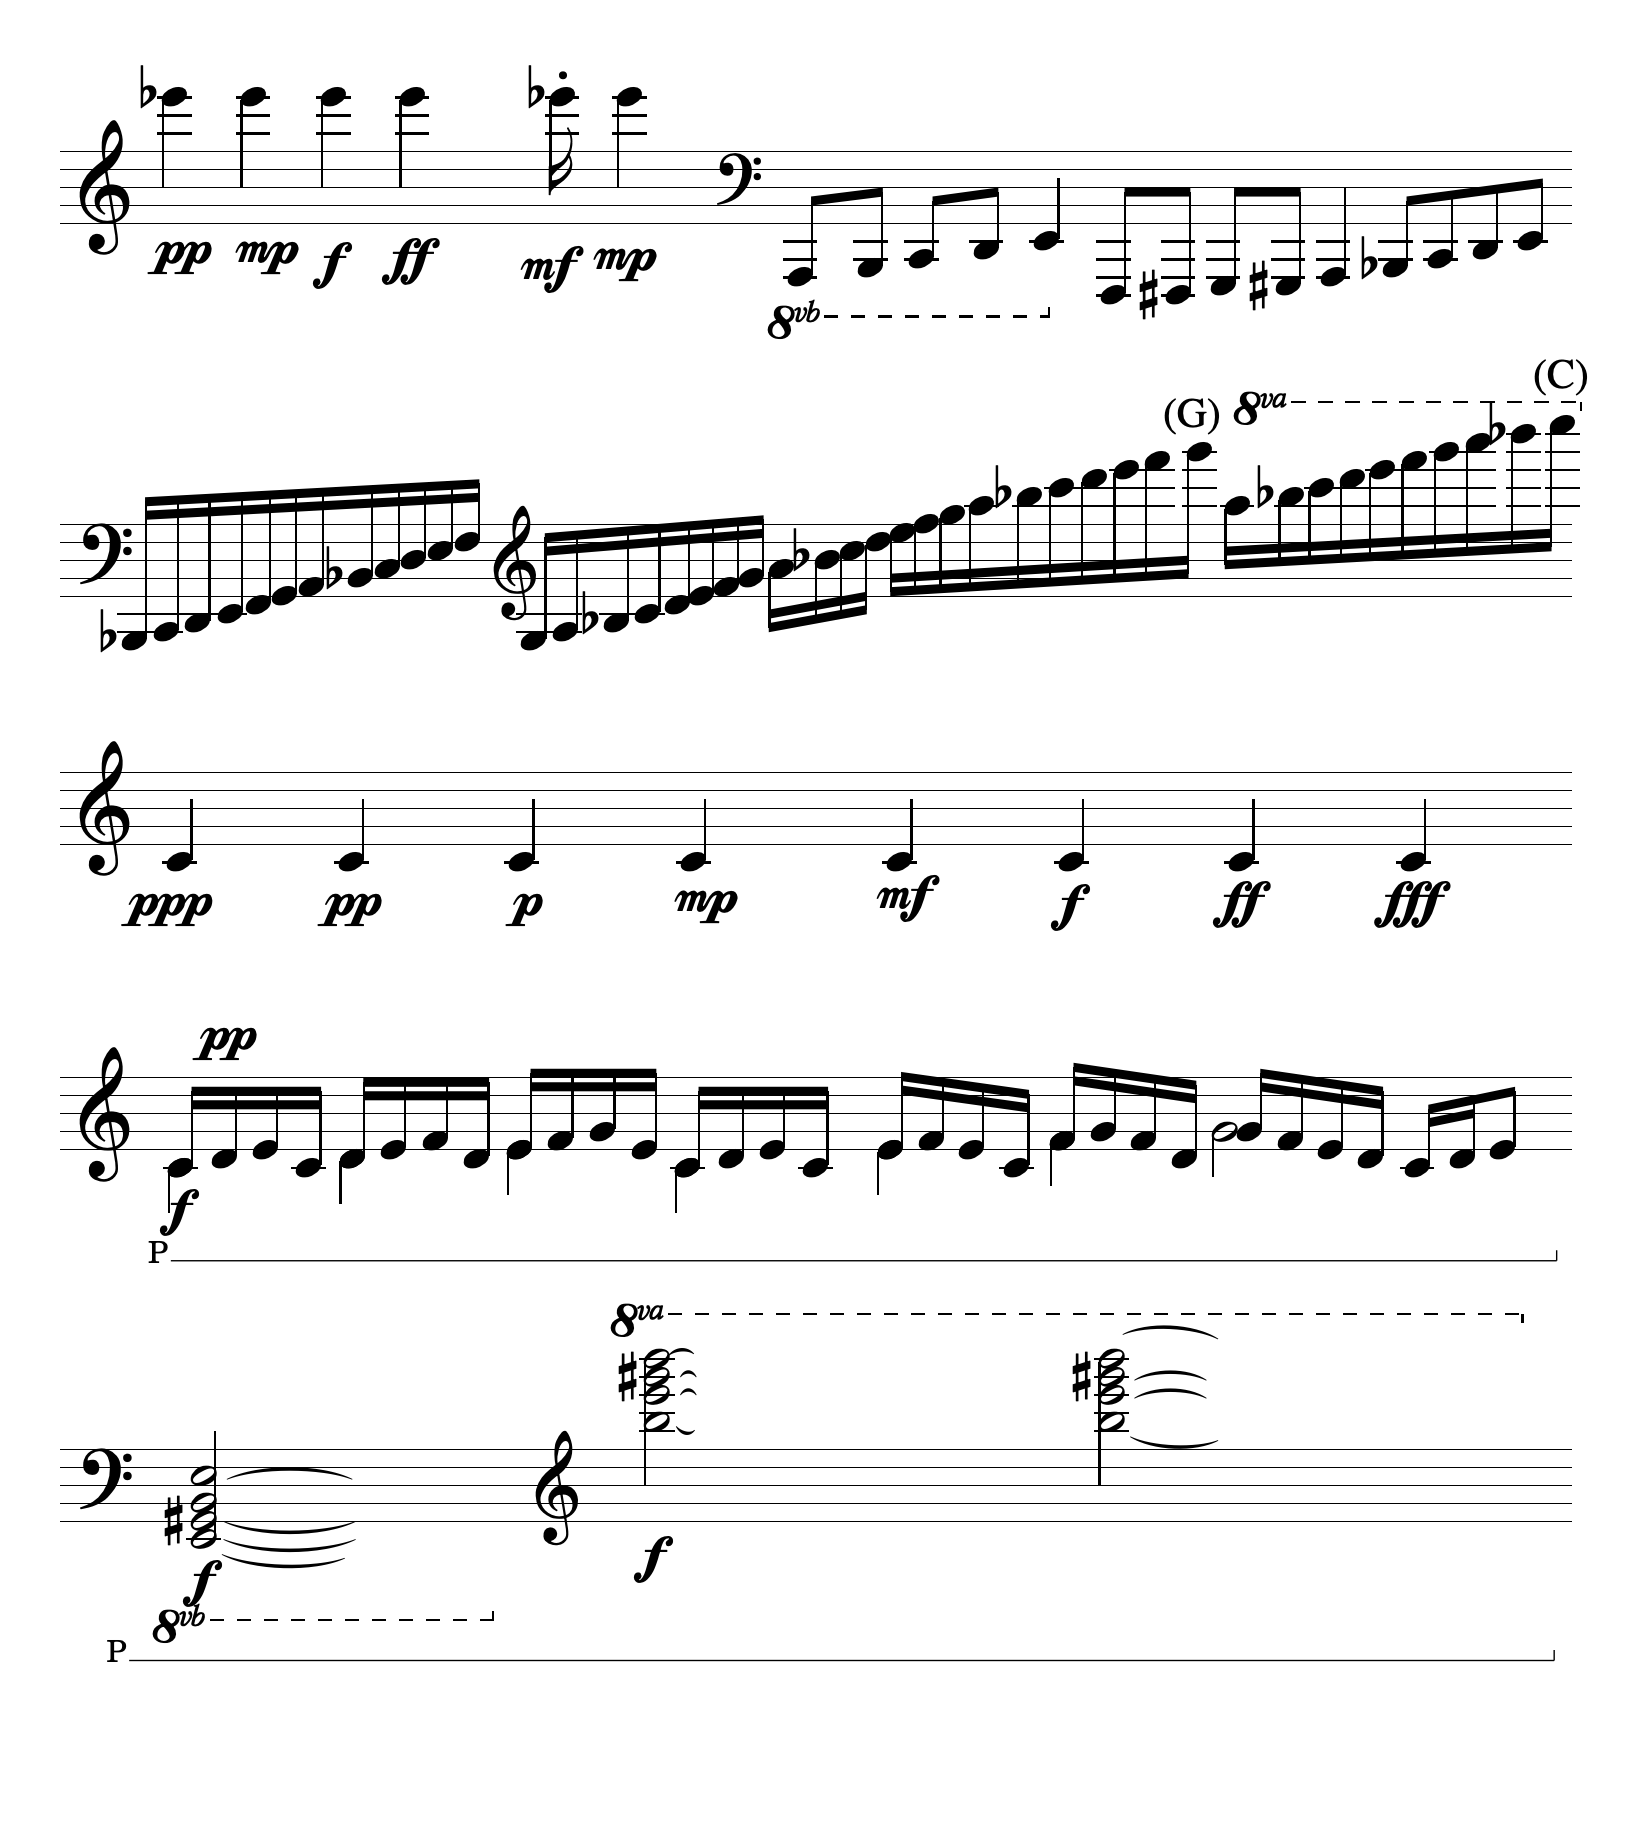 pp mp f ff mf mp
8vb
(G) 8va (C)
ppp pp p mp mf f ff fff
pp
f
P
8va
f f
8vb
P